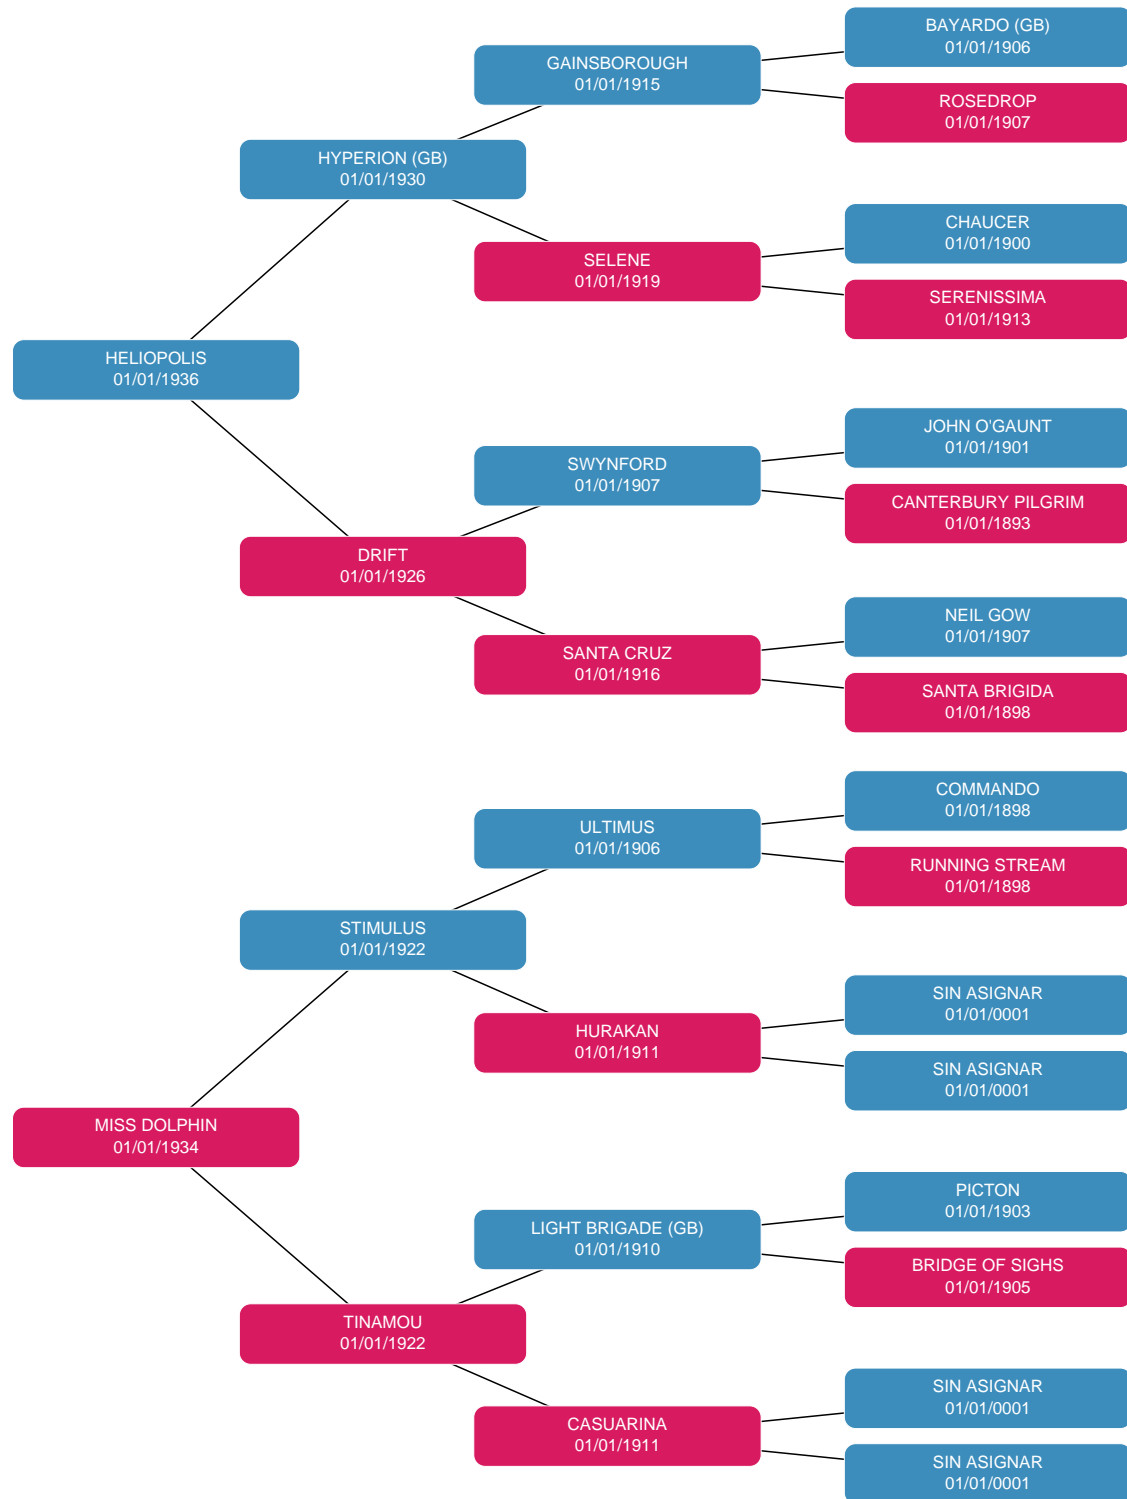 BAYARDO (GB)
01/01/1906
GAINSBOROUGH
01/01/1915
ROSEDROP
01/01/1907
HYPERION (GB)
01/01/1930
CHAUCER
01/01/1900
SELENE
01/01/1919
SERENISSIMA
01/01/1913
HELIOPOLIS
01/01/1936
JOHN O'GAUNT
01/01/1901
SWYNFORD
01/01/1907
CANTERBURY PILGRIM
01/01/1893
DRIFT
01/01/1926
NEIL GOW
01/01/1907
SANTA CRUZ
01/01/1916
SANTA BRIGIDA
01/01/1898
COMMANDO
01/01/1898
ULTIMUS
01/01/1906
RUNNING STREAM
01/01/1898
STIMULUS
01/01/1922
SIN ASIGNAR
01/01/0001
HURAKAN
01/01/1911
SIN ASIGNAR
01/01/0001
MISS DOLPHIN
01/01/1934
PICTON
01/01/1903
LIGHT BRIGADE (GB)
01/01/1910
BRIDGE OF SIGHS
01/01/1905
TINAMOU
01/01/1922
SIN ASIGNAR
01/01/0001
CASUARINA
01/01/1911
SIN ASIGNAR
01/01/0001